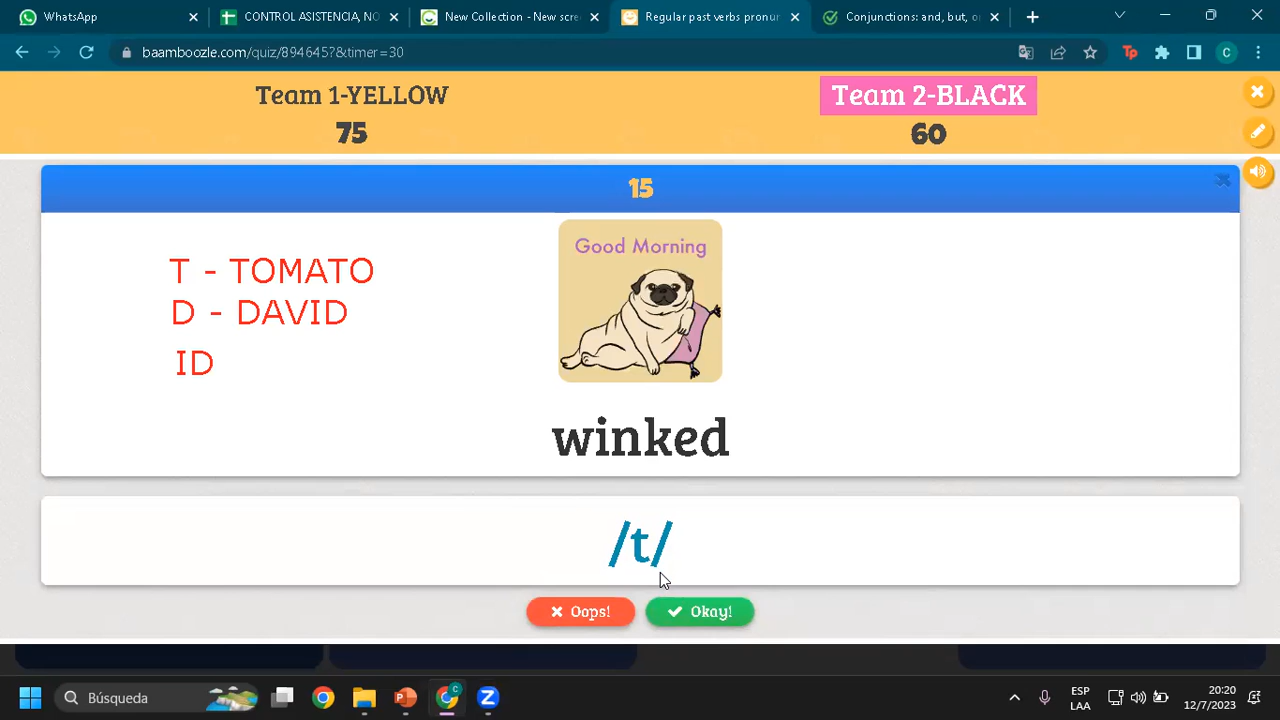 WhatsApp
CONTROL ASISTENCIA, NO
New Collection - New scre
Regular past verbs pronun
Conjunctions: and, but, o
baamboozle.com/quiz/894645?&timer=30
C
Team 1-YELLOW
75
Team 2-BLACK
60
15
T - TOMATO
D - DAVID
ID
Good Morning
winked
/t/
Oops!
Okay!
Búsqueda
ESP
LAA
20:20
12/7/2023